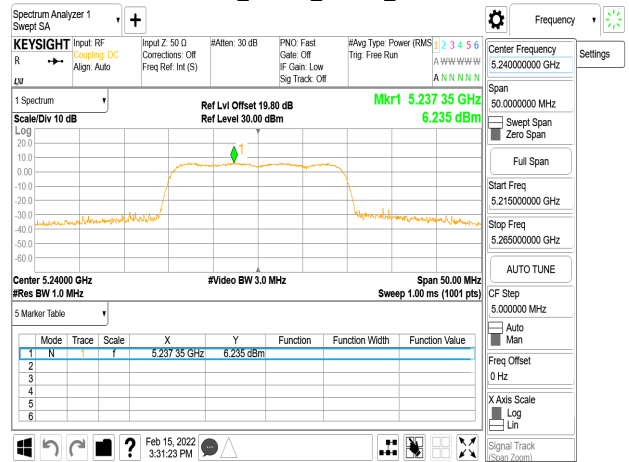 Spectrum Analyzer 1
Swept SA
Frequency
KEYSIGHT
R
Input: RF
Coupling: DC
Align: Auto
Input Z: 50 Ω
Corrections: Off
Freq Ref: Int (S)
#Atten: 30 dB
PNO: Fast
Gate: Off
IF Gain: Low
Sig Track: Off
#Avg Type: Power (RMS
Trig: Free Run
1 2 3 4 5 6
A W W W W W
A N N N N N
LXI
1 Spectrum
Scale/Div 10 dB
Ref Lvl Offset 19.80 dB
Ref Level 30.00 dBm
Mkr1 5.237 35 GHz
6.235 dBm
Log
20.0
10.0
0.00
-10.0
-20.0
-30.0
-40.0
-50.0
-60.0
1
Center 5.24000 GHz
#Res BW 1.0 MHz
#Video BW 3.0 MHz
Span 50.00 MHz
Sweep 1.00 ms (1001 pts)
5 Marker Table
Mode Trace Scale X Y Function Function Width Function Value
1 N 1 f 5.237 35 GHz 6.235 dBm
2
3
4
5
6
Feb 15, 2022
3:31:23 PM
Center Frequency
5.240000000 GHz
Settings
Span
50.0000000 MHz
Swept Span
Zero Span
Full Span
Start Freq
5.215000000 GHz
Stop Freq
5.265000000 GHz
AUTO TUNE
CF Step
5.000000 MHz
Auto
Man
Freq Offset
0 Hz
X Axis Scale
Log
Lin
Signal Track
(Span Zoom)